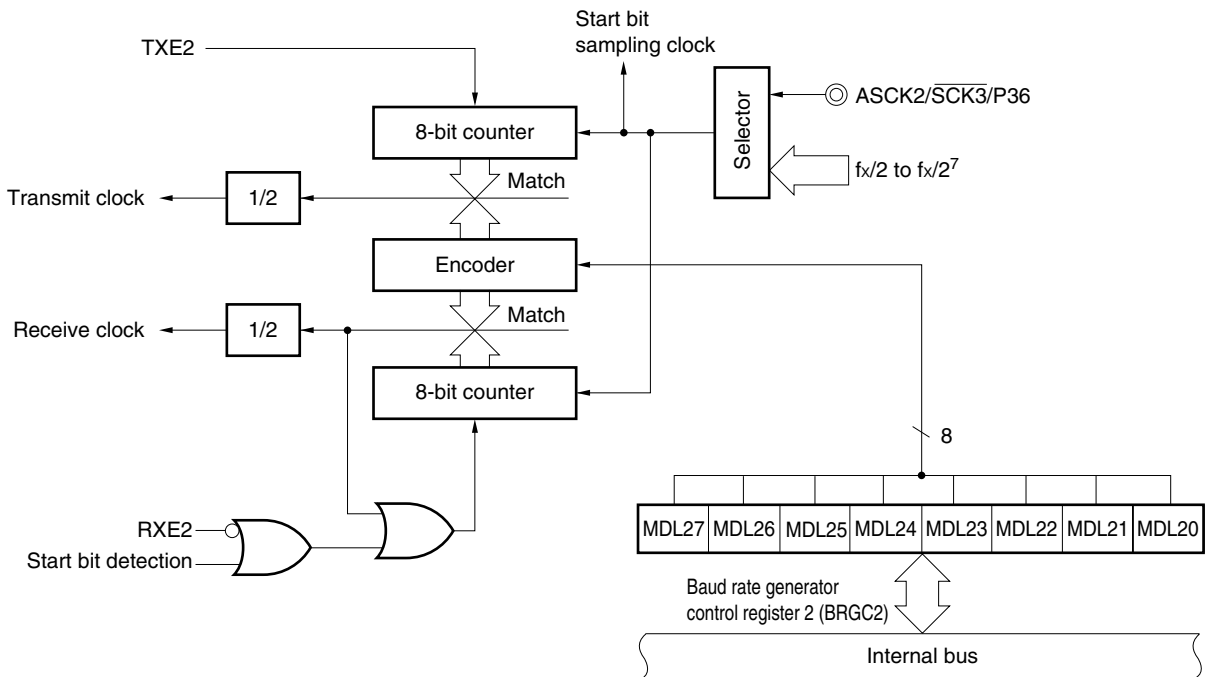 Start bit
sampling clock
TXE2
ASCK2/SCK3/P36
8-bit counter
Selector
fx/2 to fx/2⁷
Match
Transmit clock
1/2
Encoder
Receive clock
1/2
Match
8-bit counter
8
RXE2
Start bit detection
MDL27 MDL26 MDL25 MDL24 MDL23 MDL22 MDL21 MDL20
Baud rate generator
control register 2 (BRGC2)
Internal bus